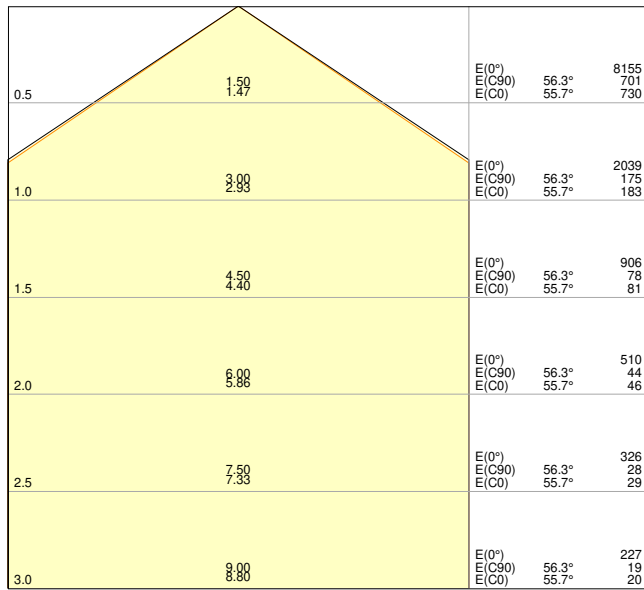 E(0°) 8155
1.50 E(C90) 56.3° 701
0.5 1.47 E(C0) 55.7° 730
E(0°) 2039
3.00 E(C90) 56.3° 175
1.0 2.93 E(C0) 55.7° 183
E(0°) 906
4.50 E(C90) 56.3° 78
1.5 4.40 E(C0) 55.7° 81
E(0°) 510
6.00 E(C90) 56.3° 44
2.0 5.86 E(C0) 55.7° 46
E(0°) 326
7.50 E(C90) 56.3° 28
2.5 7.33 E(C0) 55.7° 29
E(0°) 227
9.00 E(C90) 56.3° 19
3.0 8.80 E(C0) 55.7° 20